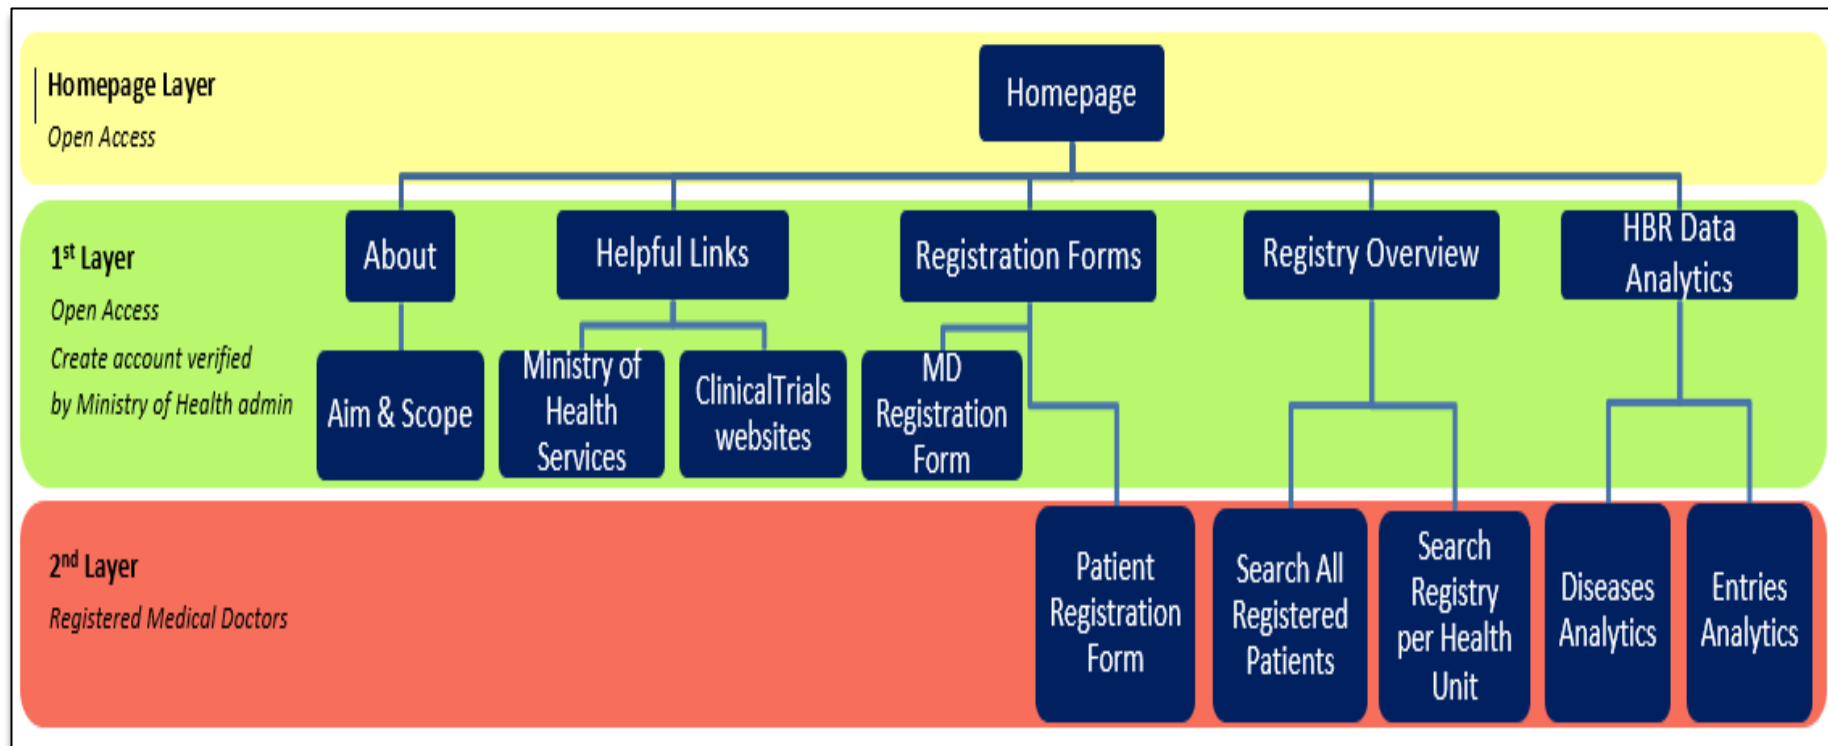 Homepage Layer
Open Access
Homepage
1st Layer
Open Access
Create account verified
by Ministry of Health admin
About
Helpful Links
Registration Forms
Registry Overview
HBR Data
Analytics
Aim & Scope
Ministry of
Health
Services
ClinicalTrials
websites
MD
Registration
Form
2nd Layer
Registered Medical Doctors
Patient
Registration
Form
Search All
Registered
Patients
Search
Registry
per Health
Unit
Diseases
Analytics
Entries
Analytics